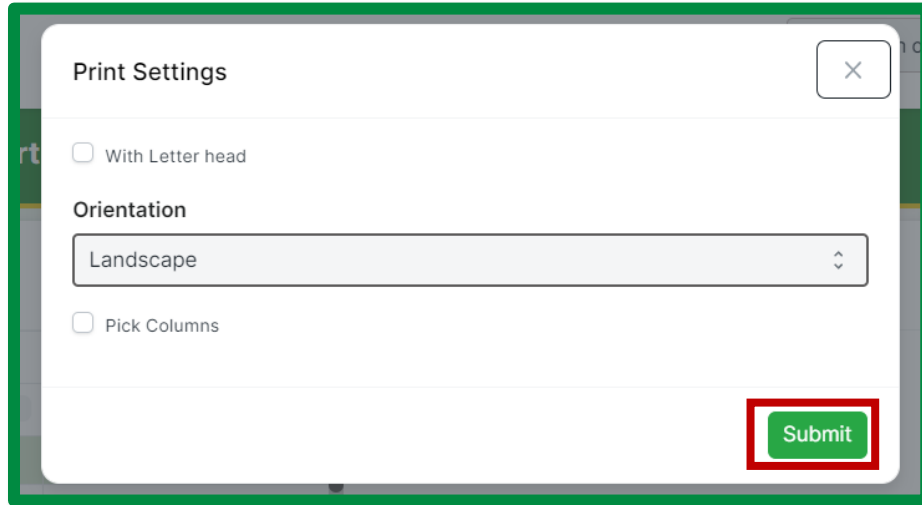 Print Settings
With Letter head
Orientation
Landscape
Pick Columns
Submit